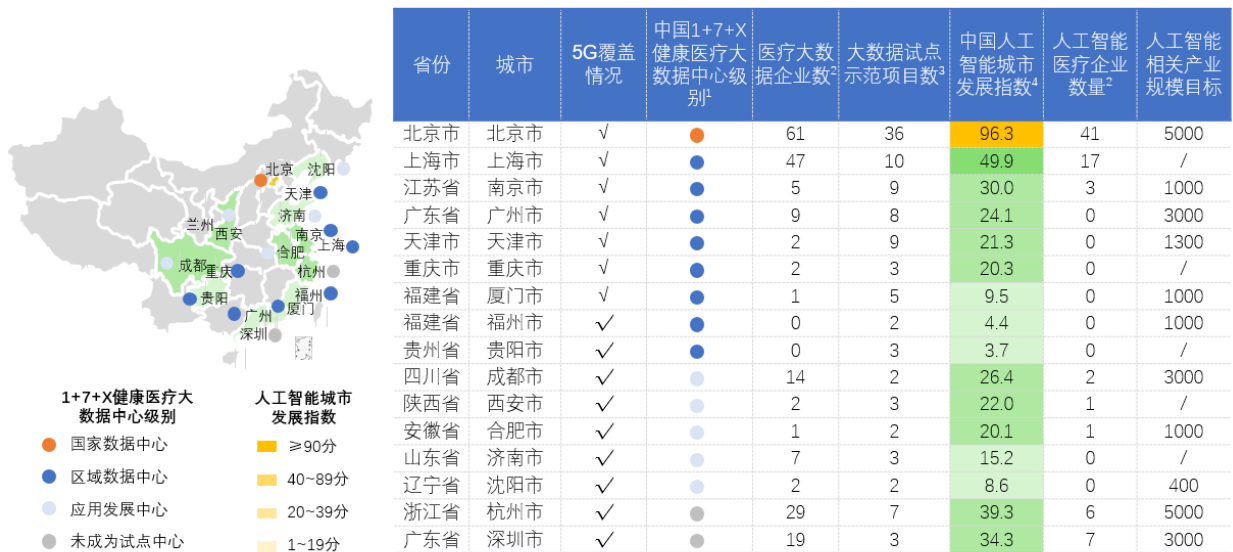 北京
沈阳
天津
兰州
济南
西安
南京
上海
合肥
成都
重庆
杭州
贵阳
福州
厦门
广州
深圳
1+7+X健康医疗大
数据中心级别
国家数据中心
区域数据中心
应用发展中心
未成为试点中心
人工智能城市
发展指数
≥90分
40~89分
20~39分
1~19分
省份 城市 5G覆盖情况 中国1+7+X健康医疗大数据中心级别1 医疗大数据企业数2 大数据试点示范项目数3 中国人工智能城市发展指数4 人工智能医疗企业数量2 人工智能相关产业规模目标
北京市 北京市 √ 61 36 96.3 41 5000
上海市 上海市 √ 47 10 49.9 17 /
江苏省 南京市 √ 5 9 30.0 3 1000
广东省 广州市 √ 9 8 24.1 0 3000
天津市 天津市 √ 2 9 21.3 0 1300
重庆市 重庆市 √ 2 3 20.3 0 /
福建省 厦门市 √ 1 5 9.5 0 1000
福建省 福州市 √ 0 2 4.4 0 1000
贵州省 贵阳市 √ 0 3 3.7 0 /
四川省 成都市 √ 14 2 26.4 2 3000
陕西省 西安市 √ 2 3 22.0 1 /
安徽省 合肥市 √ 1 2 20.1 1 1000
山东省 济南市 √ 7 3 15.2 0 /
辽宁省 沈阳市 √ 2 2 8.6 0 400
浙江省 杭州市 √ 29 7 39.3 6 5000
广东省 深圳市 √ 19 3 34.3 7 3000